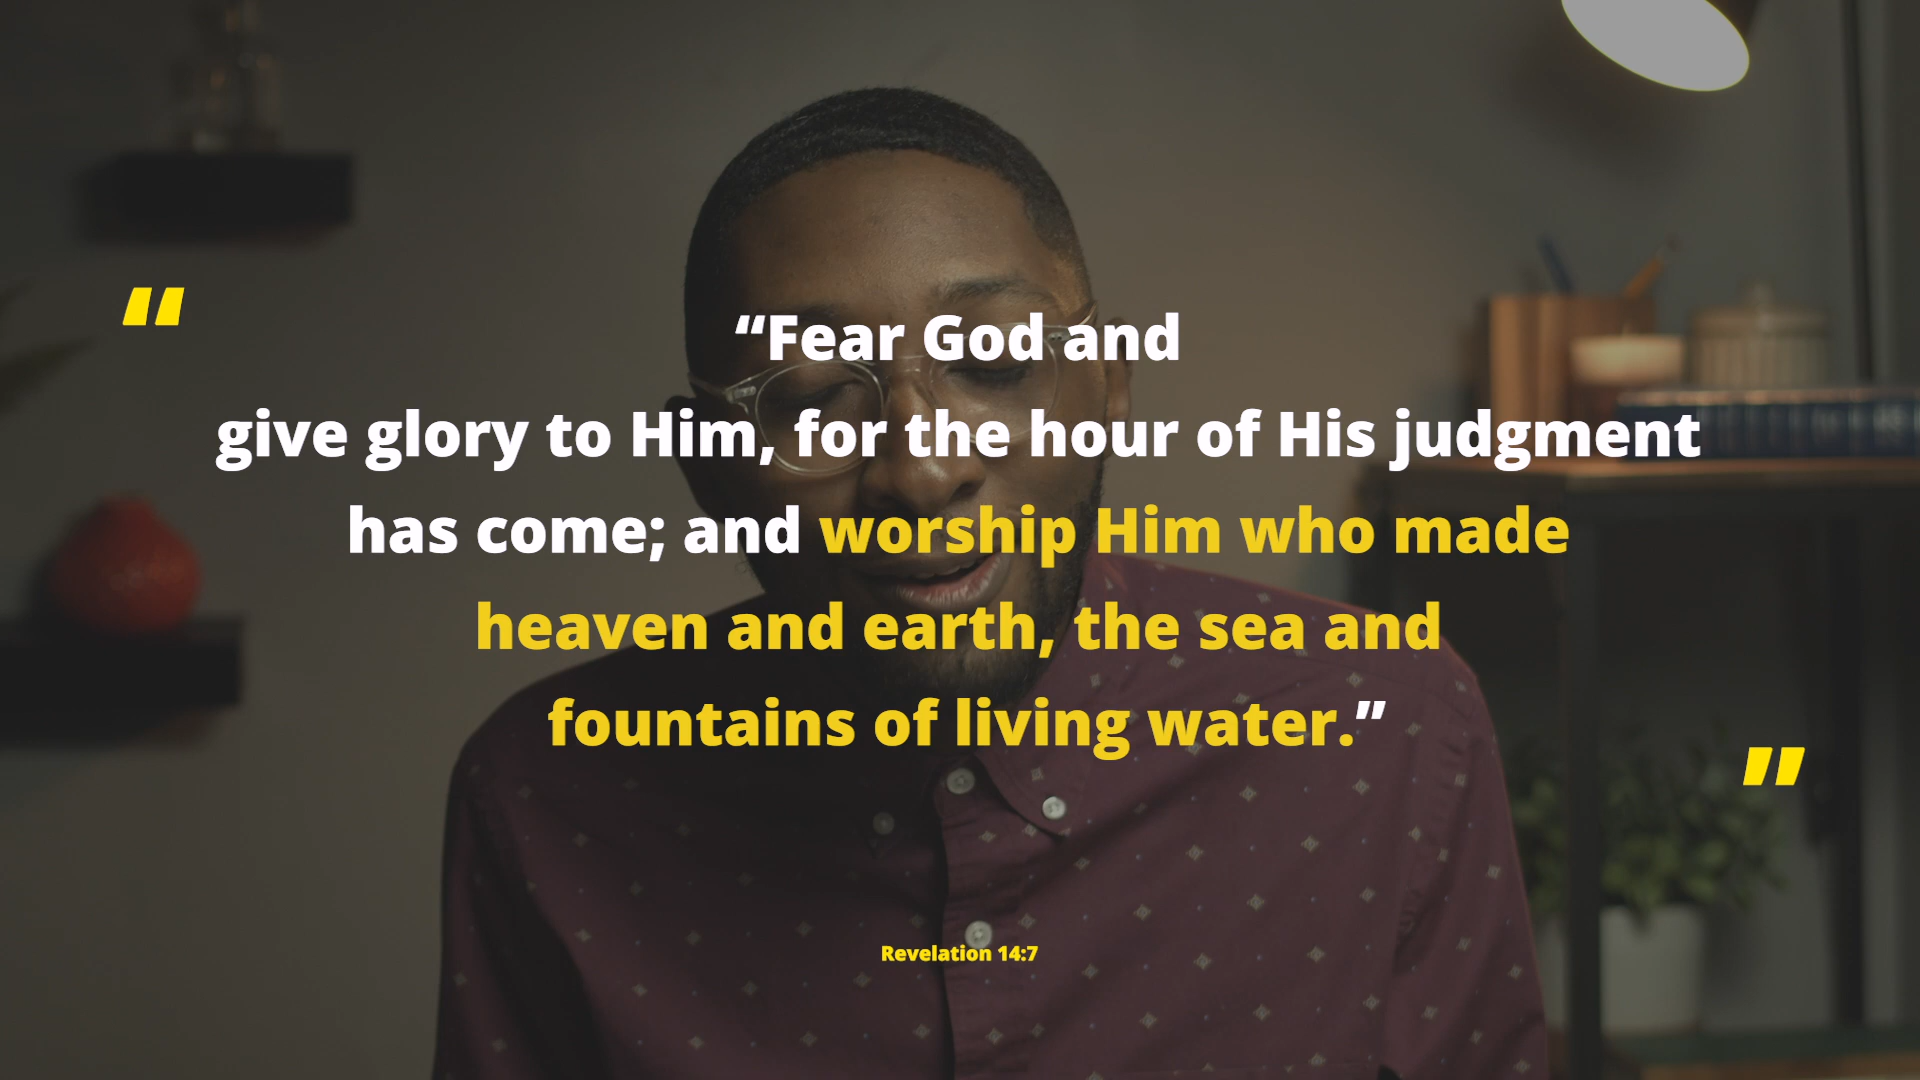 “
“Fear God and
give glory to Him, for the hour of His judgment
has come; and worship Him who made
heaven and earth, the sea and
fountains of living water.”
”
Revelation 14:7